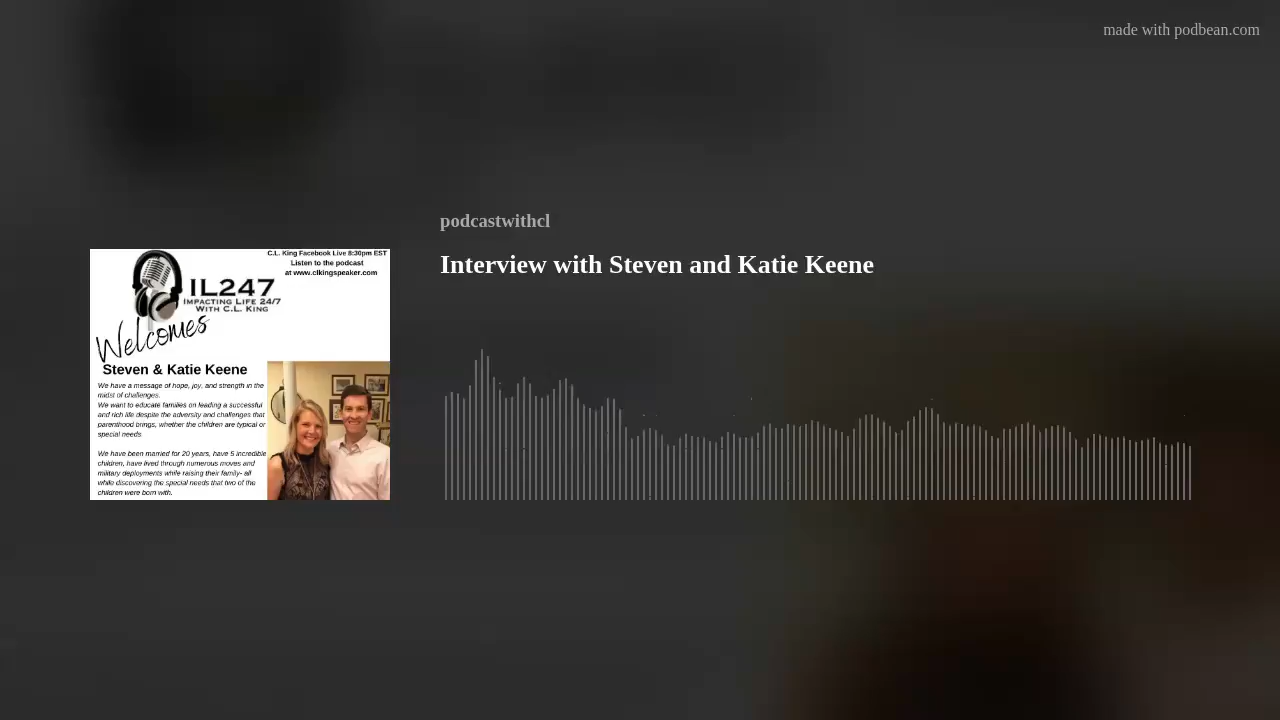 made with podbean.com
podcastwithcl
Interview with Steven and Katie Keene
C.L. King Facebook Live 8:30pm EST
Listen to the podcast
at www.clkingspeaker.com
IL247
Impacting Life 24/7
With C.L. King
Welcomes
Steven & Katie Keene
We have a message of hope, joy, and strength in the
midst of challenges.
We want to educate families on leading a successful
and rich life despite the adversity and challenges that
parenthood brings, whether the children are typical or
special needs.
We have been married for 20 years, have 5 incredible
children, have lived through numerous moves and
military deployments while raising their family- all
while discovering the special needs that two of the
children were born with.